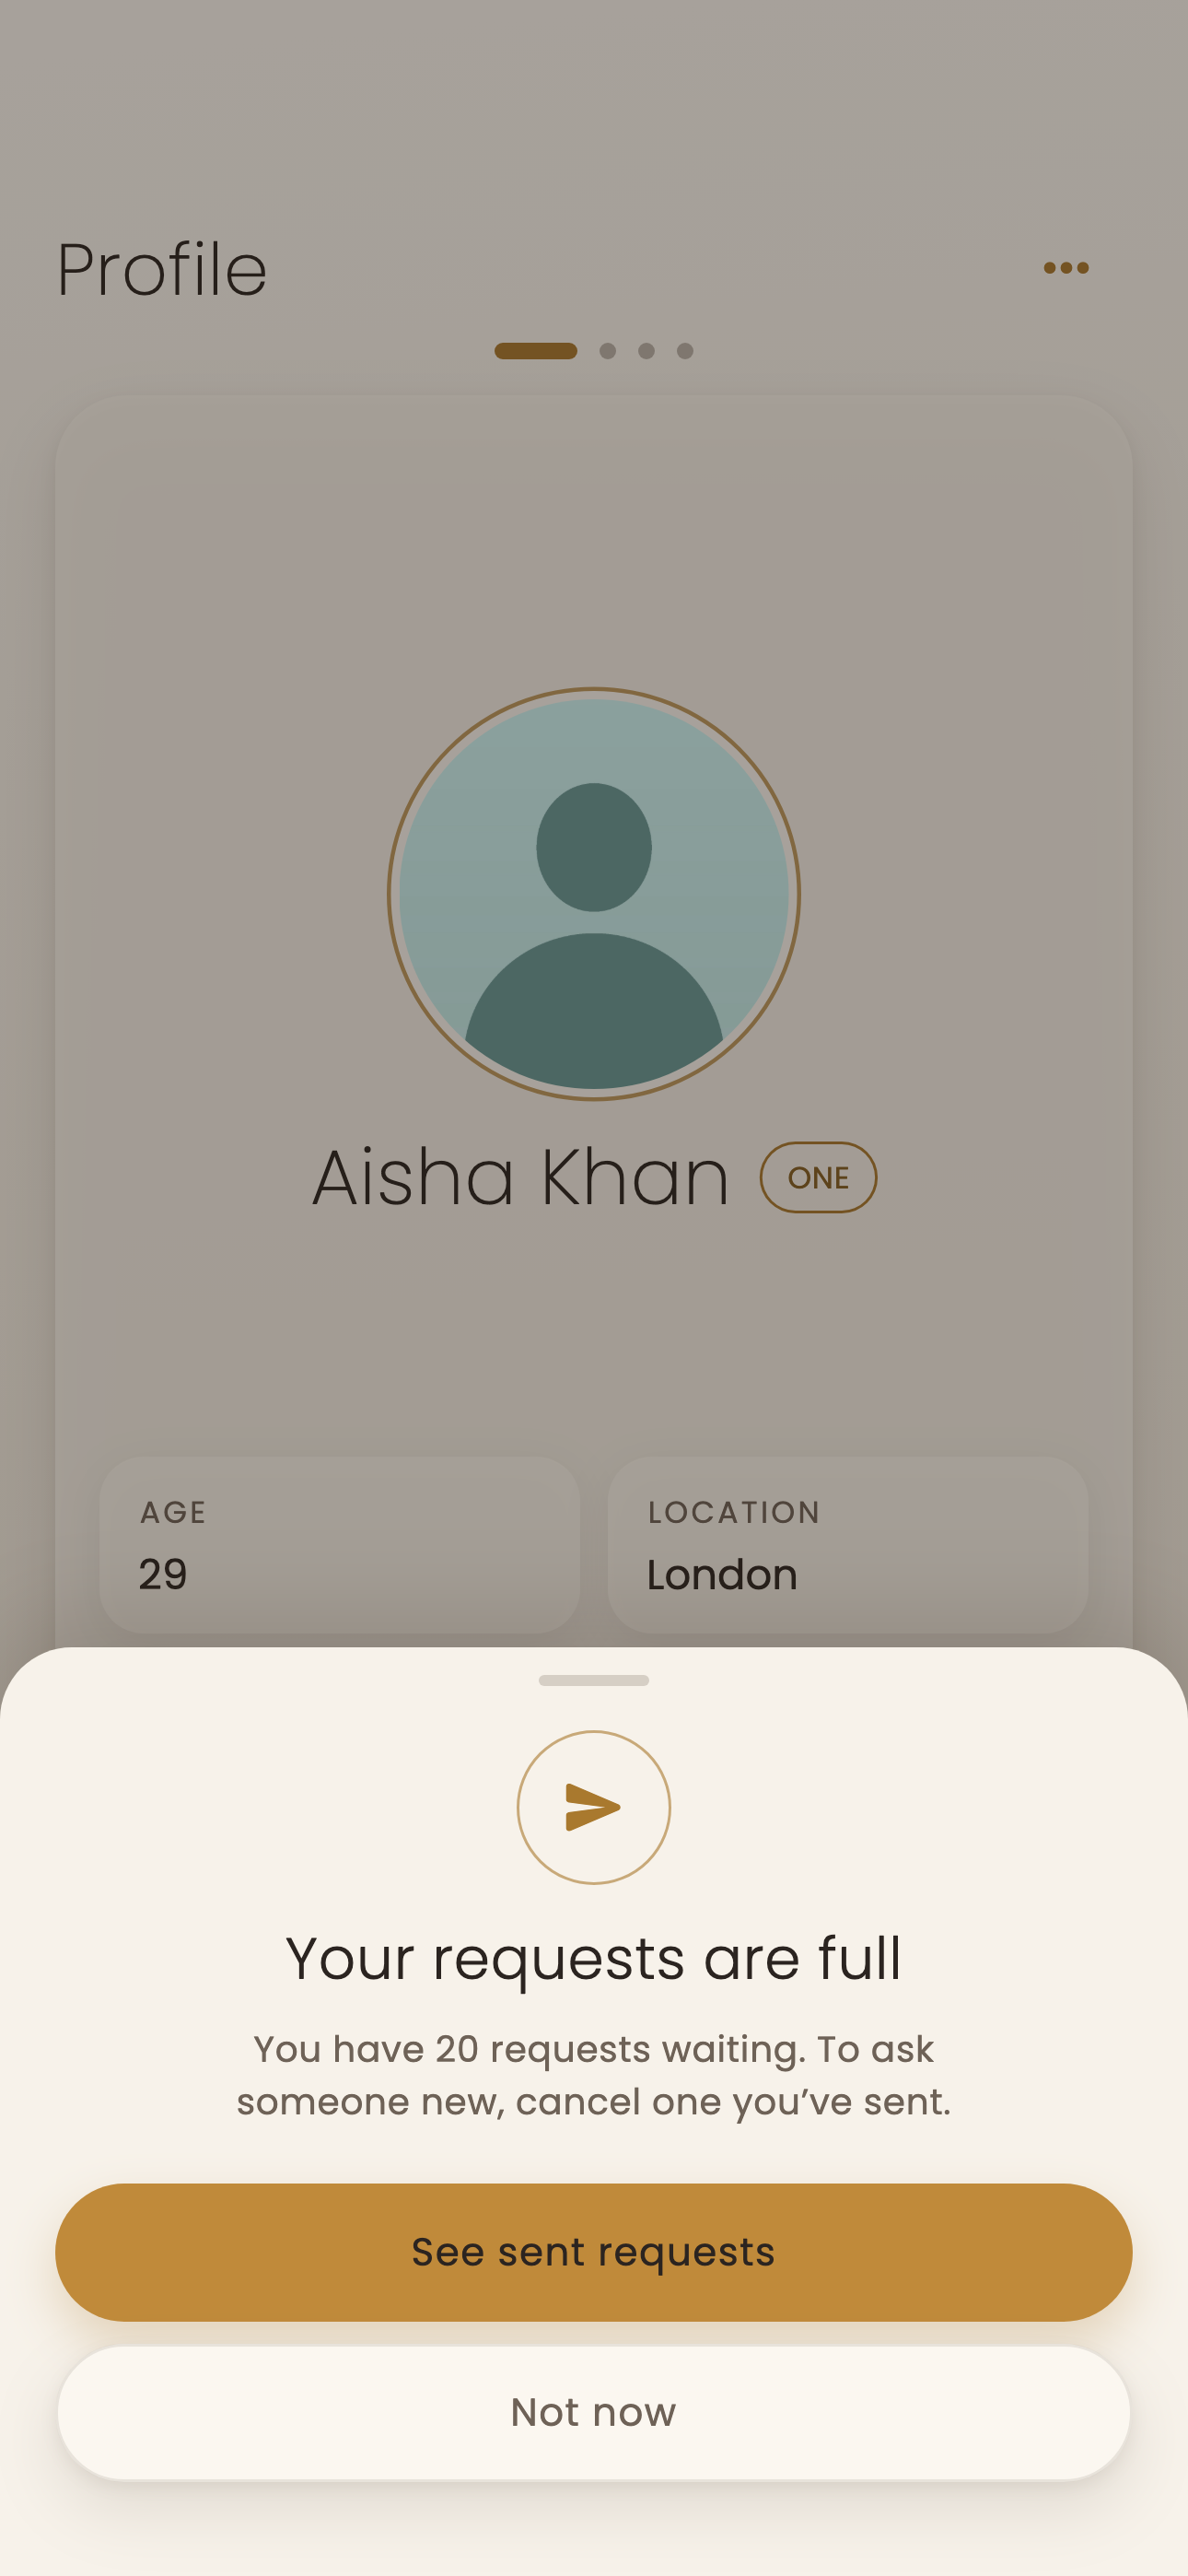 Profile
Aisha Khan ONE
AGE
29
LOCATION
London
Your requests are full
You have 20 requests waiting. To ask
someone new, cancel one you’ve sent.
See sent requests
Not now